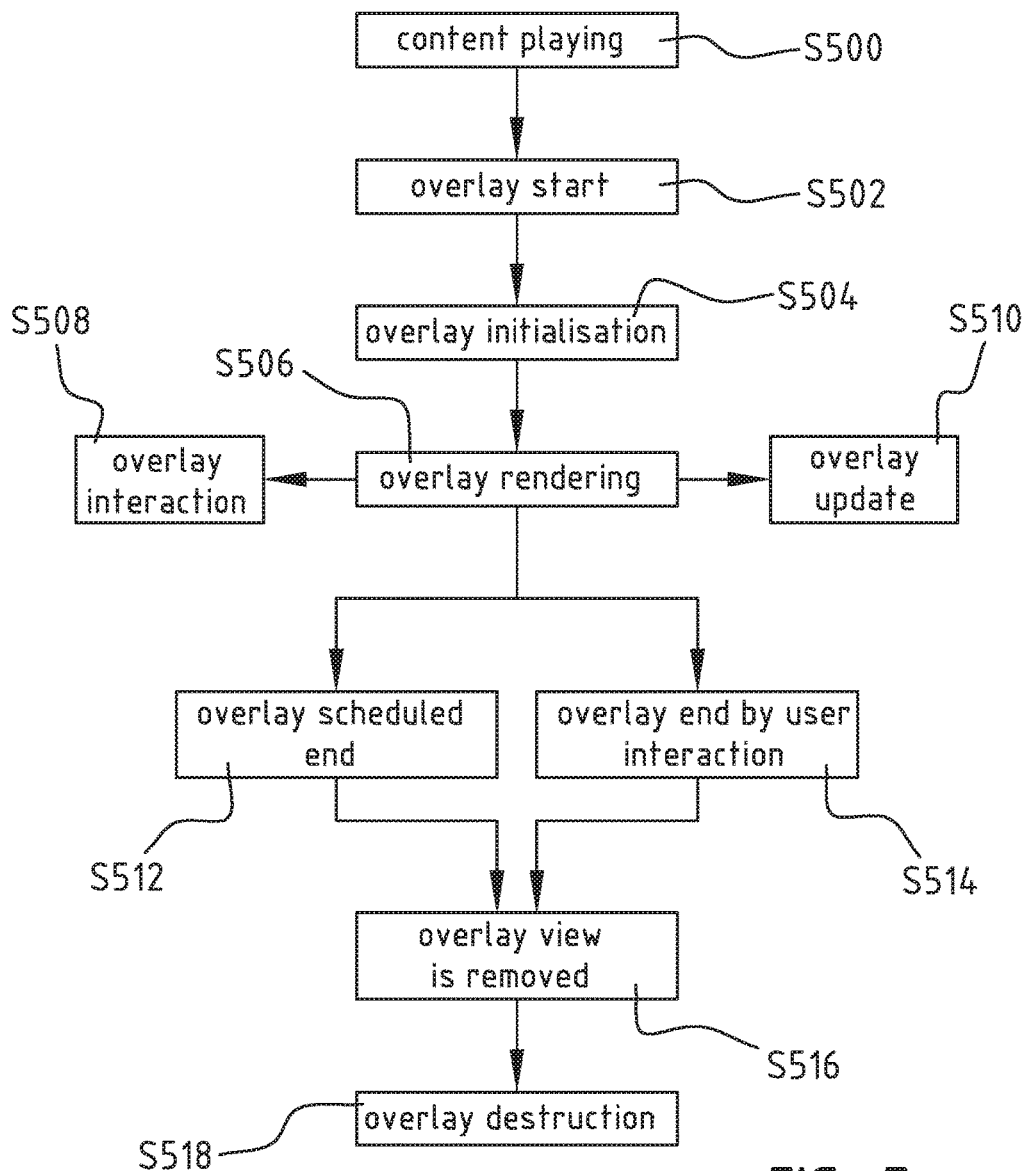 content playing
S500
overlay start
S502
overlay initialisation
S504
S508
S510
S506
overlay
interaction
overlay rendering
overlay
update
overlay scheduled
end
overlay end by user
interaction
S512
S514
overlay view
is removed
S516
overlay destruction
S518